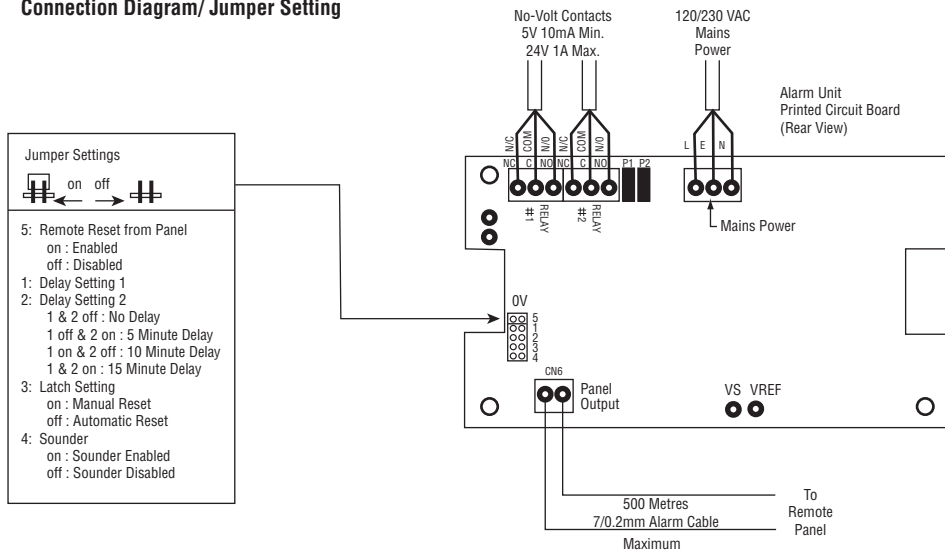 Connection Diagram/ Jumper Setting
No-Volt Contacts
5V 10mA Min.
24V 1A Max.
120/230 VAC
Mains
Power
Alarm Unit
Printed Circuit Board
(Rear View)
Jumper Settings
on off
5: Remote Reset from Panel
on : Enabled
off : Disabled
1: Delay Setting 1
2: Delay Setting 2
1 & 2 off : No Delay
1 off & 2 on : 5 Minute Delay
1 on & 2 off : 10 Minute Delay
1 & 2 on : 15 Minute Delay
3: Latch Setting
on : Manual Reset
off : Automatic Reset
4: Sounder
on : Sounder Enabled
off : Sounder Disabled
N/C COM N/O N/C COM N/O
L E N
NC C NO NC C NO P1 P2
RELAY #1
RELAY #2
Mains Power
0V
5
1
2
3
4
CN6
Panel
Output
VS VREF
500 Metres
7/0.2mm Alarm Cable
Maximum
To
Remote
Panel